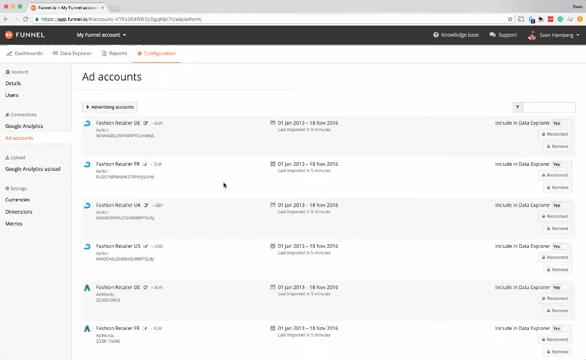 Funnel.io • My Funnel acco
Sven
https://app.funnel.io/#/account/
FUNNEL
My Funnel account
Knowledge base
Support
Sven Hamberg
Dashboards
Data Explorer
Reports
Configuration
Account
Details
Users
Connections
Google Analytics
Ad accounts
Upload
Google Analytics upload
Settings
Currencies
Dimensions
Metrics
Ad accounts
+ Advertising accounts
Fashion Retailer DE – EUR
AdRoll
01 Jan 2013 – 18 Nov 2016
Last imported in 5 minutes
Include in Data Explorer Yes
Reconnect
Remove
Fashion Retailer FR – EUR
AdRoll
01 Jan 2013 – 18 Nov 2016
Last imported in 5 minutes
Include in Data Explorer Yes
Reconnect
Remove
Fashion Retailer UK – GBP
AdRoll
01 Jan 2013 – 18 Nov 2016
Last imported in 5 minutes
Include in Data Explorer Yes
Reconnect
Remove
Fashion Retailer US – USD
AdRoll
01 Jan 2013 – 18 Nov 2016
Last imported in 5 minutes
Include in Data Explorer Yes
Reconnect
Remove
Fashion Retailer DE – EUR
AdWords
01 Jan 2013 – 18 Nov 2016
Last imported in 5 minutes
Include in Data Explorer Yes
Reconnect
Remove
Fashion Retailer FR – EUR
AdWords
01 Jan 2013 – 18 Nov 2016
Last imported in 5 minutes
Include in Data Explorer Yes
Reconnect
Remove